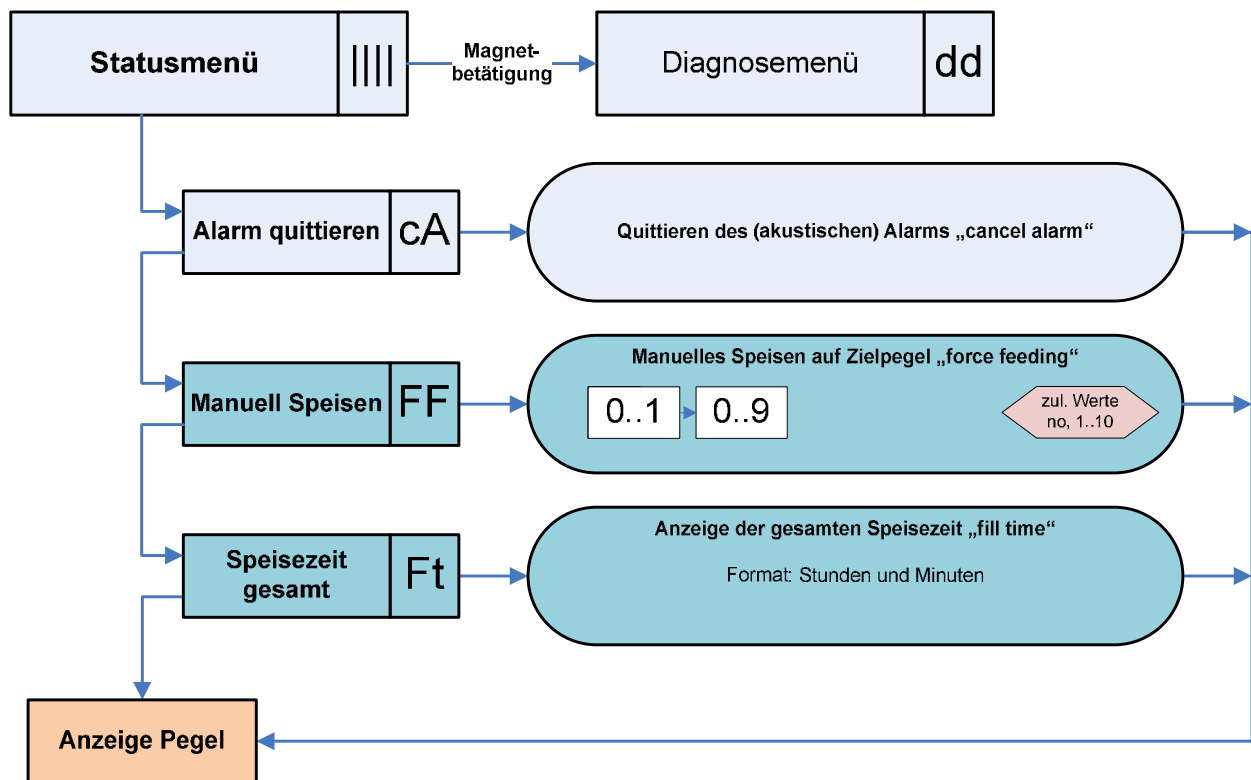 Statusmenü
||||
Magnet-
betätigung
Diagnosemenü
dd
Alarm quittieren
cA
Quittieren des (akustischen) Alarms „cancel alarm“
Manuell Speisen
FF
Manuelles Speisen auf Zielpegel „force feeding“
0..1
0..9
zul. Werte
no, 1..10
Speisezeit
gesamt
Ft
Anzeige der gesamten Speisezeit „fill time“
Format: Stunden und Minuten
Anzeige Pegel